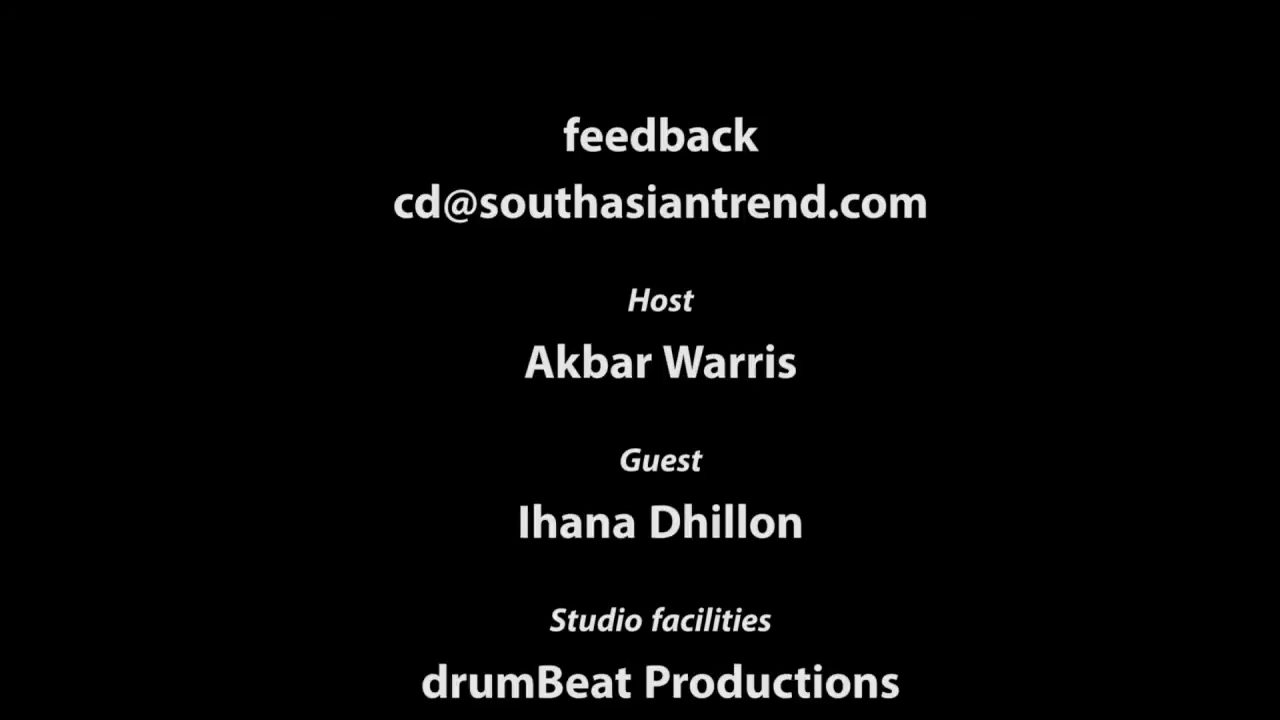 feedback
cd@southasiantrend.com
Host
Akbar Warris
Guest
Ihana Dhillon
Studio facilities
drumBeat Productions